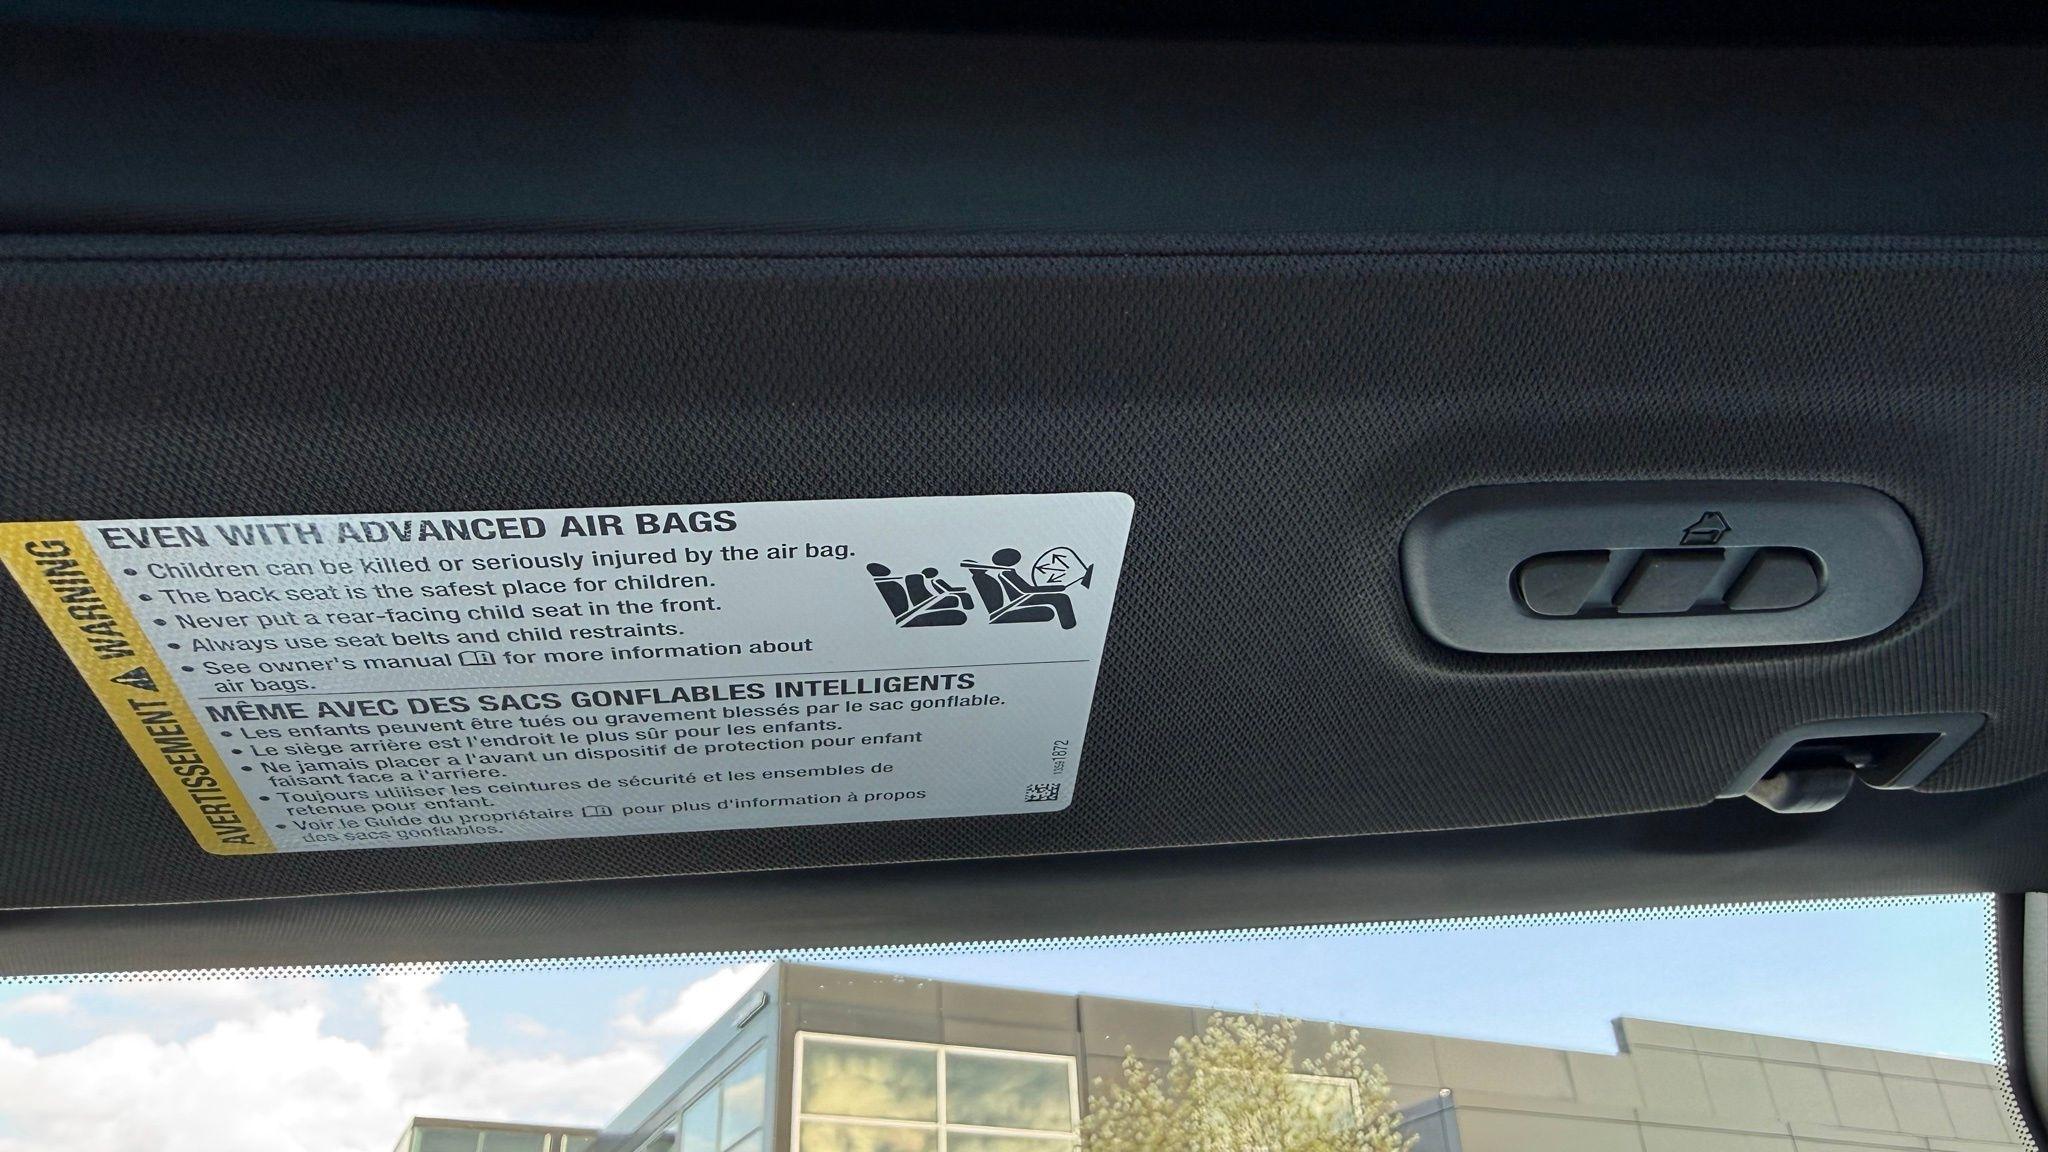 ⚠ WARNING
EVEN WITH ADVANCED AIR BAGS
• Children can be killed or seriously injured by the air bag.
• The back seat is the safest place for children.
• Never put a rear-facing child seat in the front.
• Always use seat belts and child restraints.
• See owner's manual for more information about
air bags.
AVERTISSEMENT
MÊME AVEC DES SACS GONFLABLES INTELLIGENTS
• Les enfants peuvent être tués ou gravement blessés par le sac gonflable.
• Le siège arrière est l'endroit le plus sûr pour les enfants.
• Ne jamais placer a l'avant un dispositif de protection pour enfant
faisant face a l'arriere.
• Toujours utiliser les ceintures de sécurité et les ensembles de
retenue pour enfant.
• Voir le Guide du propriétaire pour plus d'information à propos
des sacs gonflables.